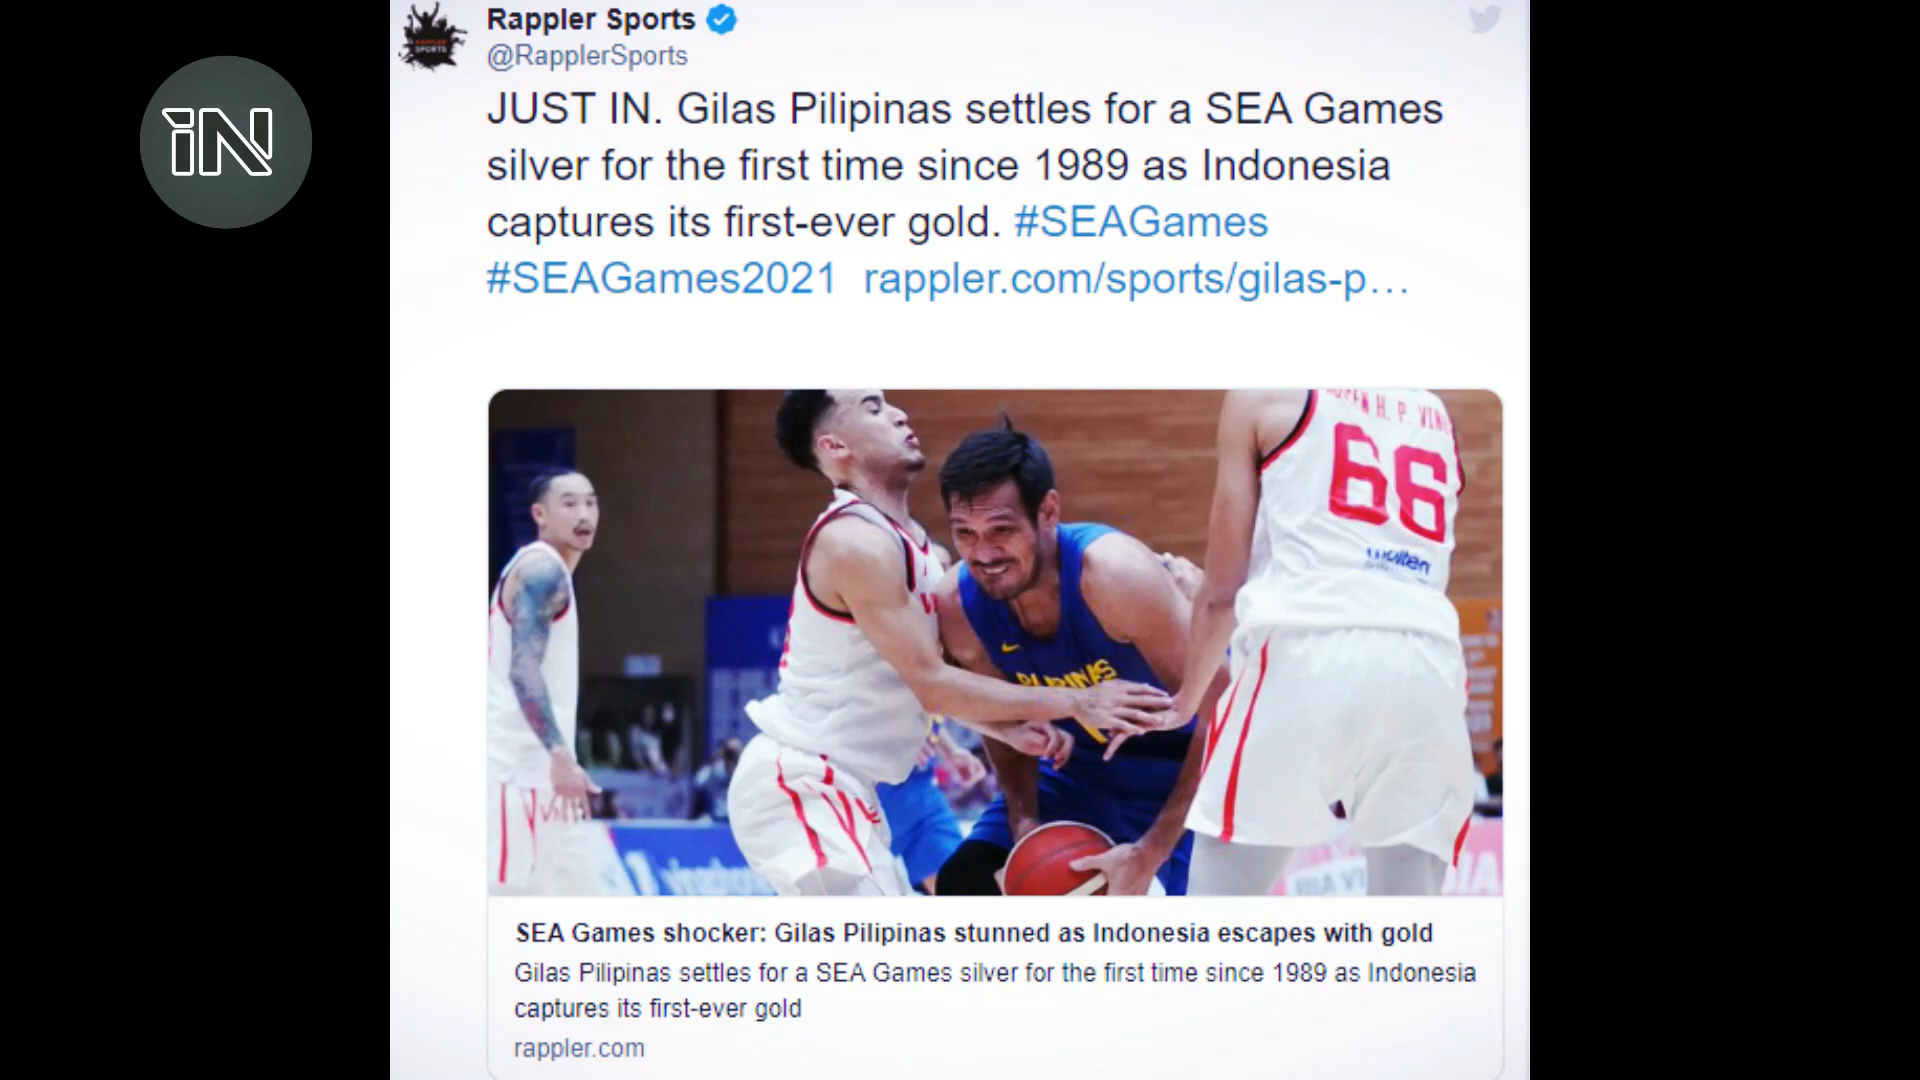 iN
Rappler Sports
@RapplerSports
JUST IN. Gilas Pilipinas settles for a SEA Games
silver for the first time since 1989 as Indonesia
captures its first-ever gold. #SEAGames
#SEAGames2021 rappler.com/sports/gilas-p…
66
SEA Games shocker: Gilas Pilipinas stunned as Indonesia escapes with gold
Gilas Pilipinas settles for a SEA Games silver for the first time since 1989 as Indonesia
captures its first-ever gold
rappler.com